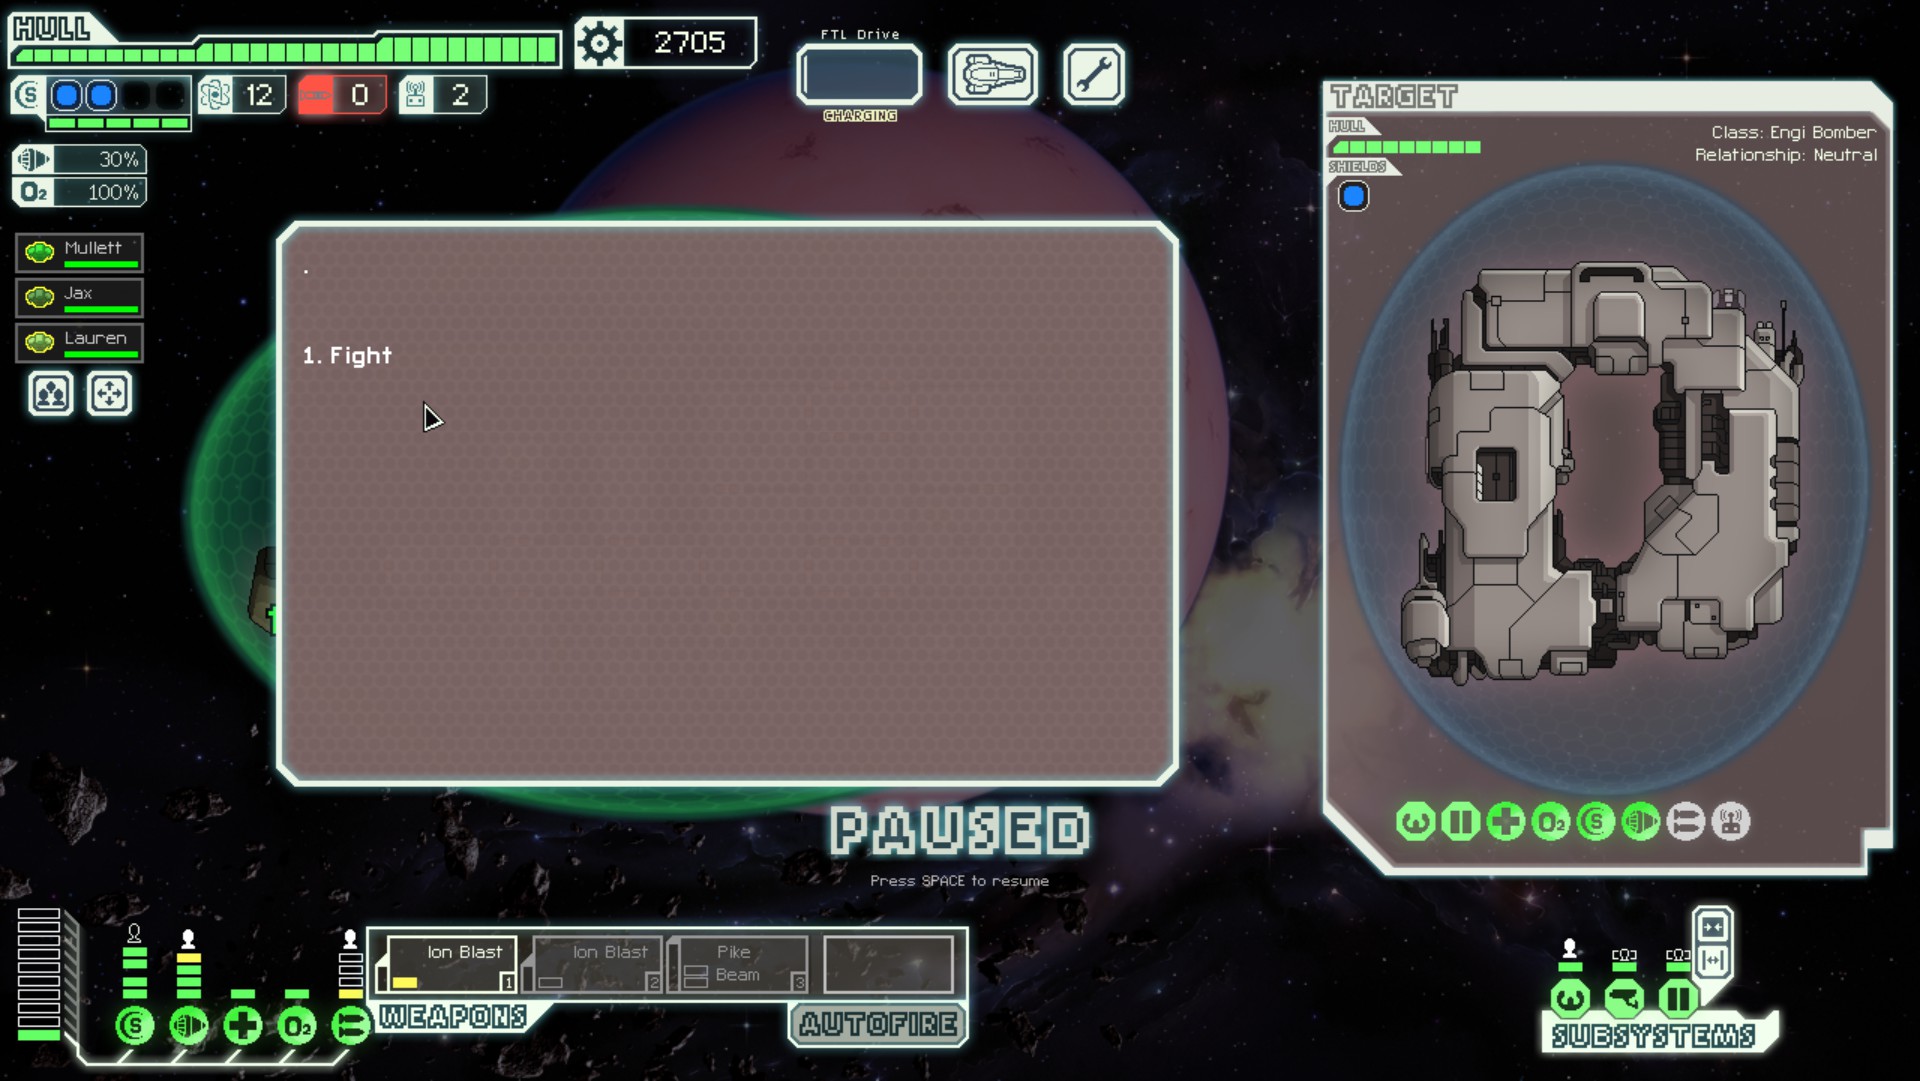 HULL
2705
FTL Drive
CHARGING
S
12
0
2
30%
O2
100%
Mullett
Jax
Lauren
.
1. Fight
TARGET
HULL
Class: Engi Bomber
Relationship: Neutral
SHIELDS
O2
S
PAUSED
Press SPACE to resume
Ion Blast
1
Ion Blast
2
Pike
Beam
3
S
O2
WEAPONS
AUTOFIRE
SUBSYSTEMS